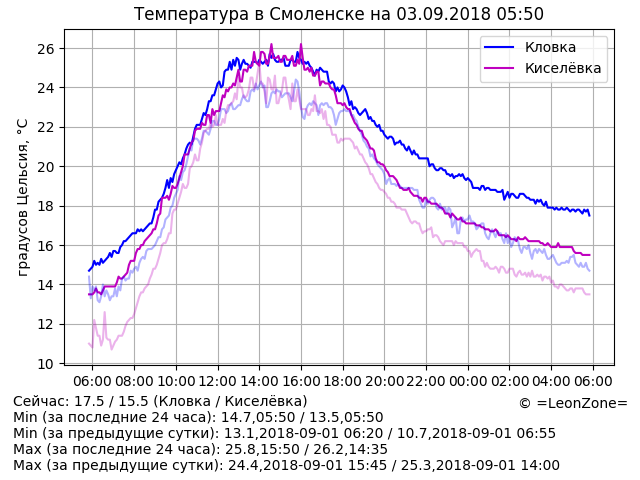 Температура в Смоленске на 03.09.2018 05:50
Кловка
Киселёвка
градусов Цельсия, °C
26
24
22
20
18
16
14
12
10
06:00 08:00 10:00 12:00 14:00 16:00 18:00 20:00 22:00 00:00 02:00 04:00 06:00
Сейчас: 17.5 / 15.5 (Кловка / Киселёвка)
© =LeonZone=
Min (за последние 24 часа): 14.7,05:50 / 13.5,05:50
Min (за предыдущие сутки): 13.1,2018-09-01 06:20 / 10.7,2018-09-01 06:55
Max (за последние 24 часа): 25.8,15:50 / 26.2,14:35
Max (за предыдущие сутки): 24.4,2018-09-01 15:45 / 25.3,2018-09-01 14:00